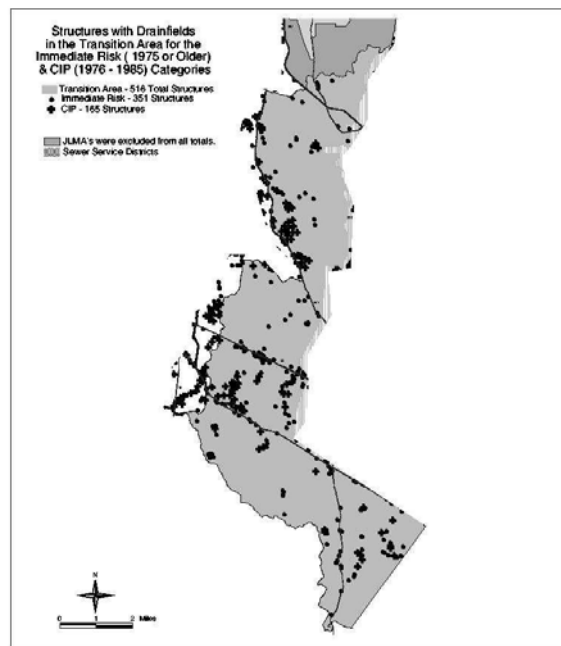 Structures with Drainfields
in the Transition Area for the
Immediate Risk ( 1975 or Older)
& CIP (1976 - 1985) Categories
Transition Area - 516 Total Structures
Immediate Risk - 351 Structures
CIP - 165 Structures
JLMA's were excluded from all totals.
Sewer Service Districts
N
0 1 2 Miles